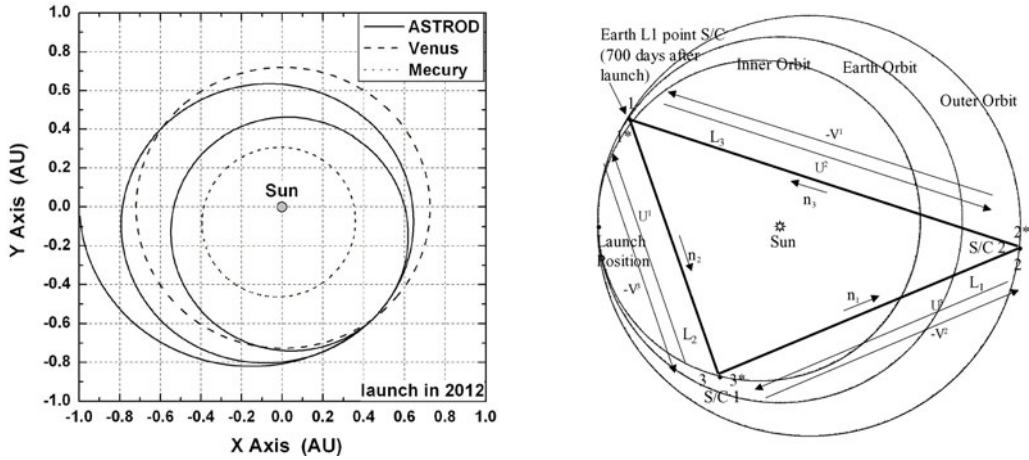 1.0
0.8
0.6
0.4
0.2
0.0
-0.2
-0.4
-0.6
-0.8
-1.0
Y Axis (AU)
ASTROD
Venus
Mecury
Sun
launch in 2012
-1.0 -0.8 -0.6 -0.4 -0.2 0.0 0.2 0.4 0.6 0.8 1.0
X Axis (AU)
Earth L1 point S/C
(700 days after
launch)
Inner Orbit
Earth Orbit
Outer Orbit
1
1*
L3
-V1
U2
n3
2*
S/C 2
2
Sun
Launch
Position
U1
n2
-V3
n1
L1
-V2
L2
3
3*
S/C 1